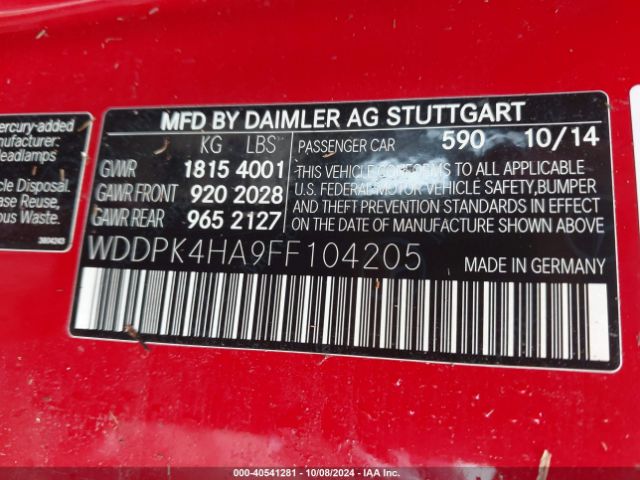 ercury-added
anufacturer:
eadlamps
cle Disposal.
ase Reuse,
ous Waste.
MFD BY DAIMLER AG STUTTGART
KG LBS
GVWR 1815 4001
GAWR FRONT 920 2028
GAWR REAR 965 2127
PASSENGER CAR 590 10/14
THIS VEHICLE CONFORMS TO ALL APPLICABLE
U.S. FEDERAL MOTOR VEHICLE SAFETY,BUMPER
AND THEFT PREVENTION STANDARDS IN EFFECT
ON THE DATE OF MANUFACTURE SHOWN ABOVE.
WDDPK4HA9FF104205 MADE IN GERMANY
000-40541281 - 10/08/2024 - IAA Inc.